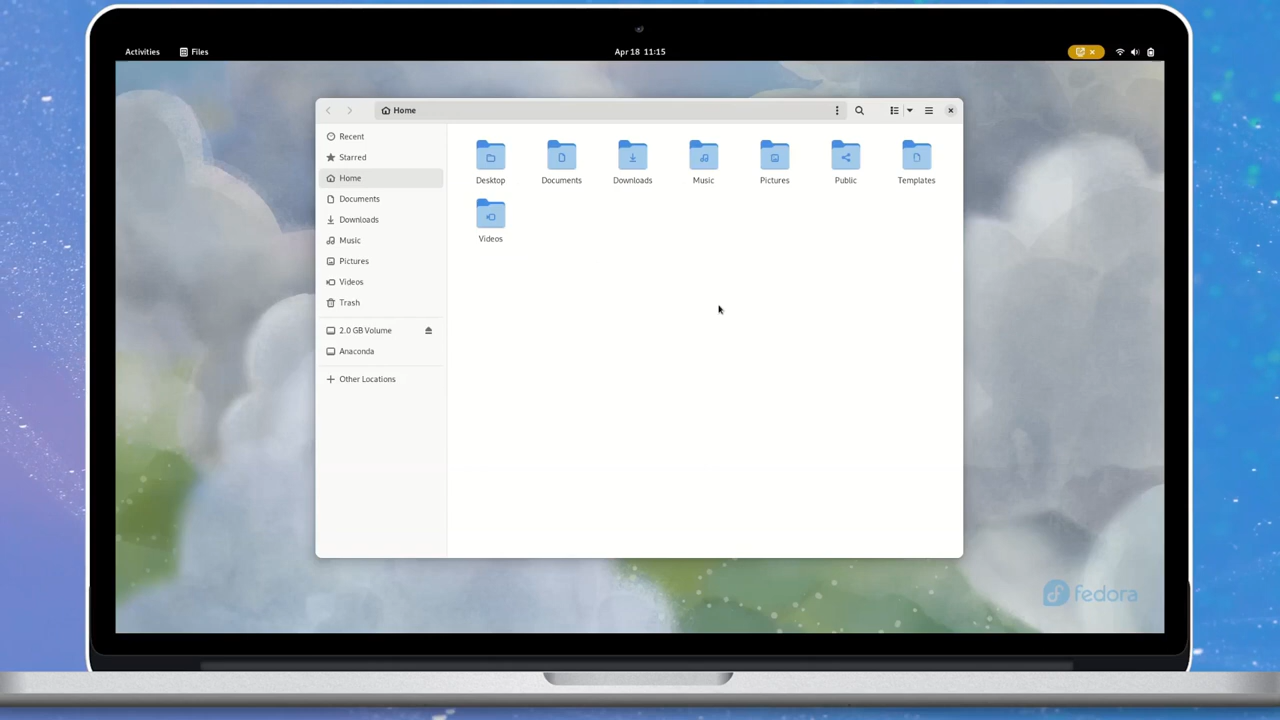 Activities Files Apr 18 11:15
Home
Recent
Starred
Home
Documents
Downloads
Music
Pictures
Videos
Trash
2.0 GB Volume
Anaconda
Other Locations
Desktop Documents Downloads Music Pictures Public Templates
Videos
fedora